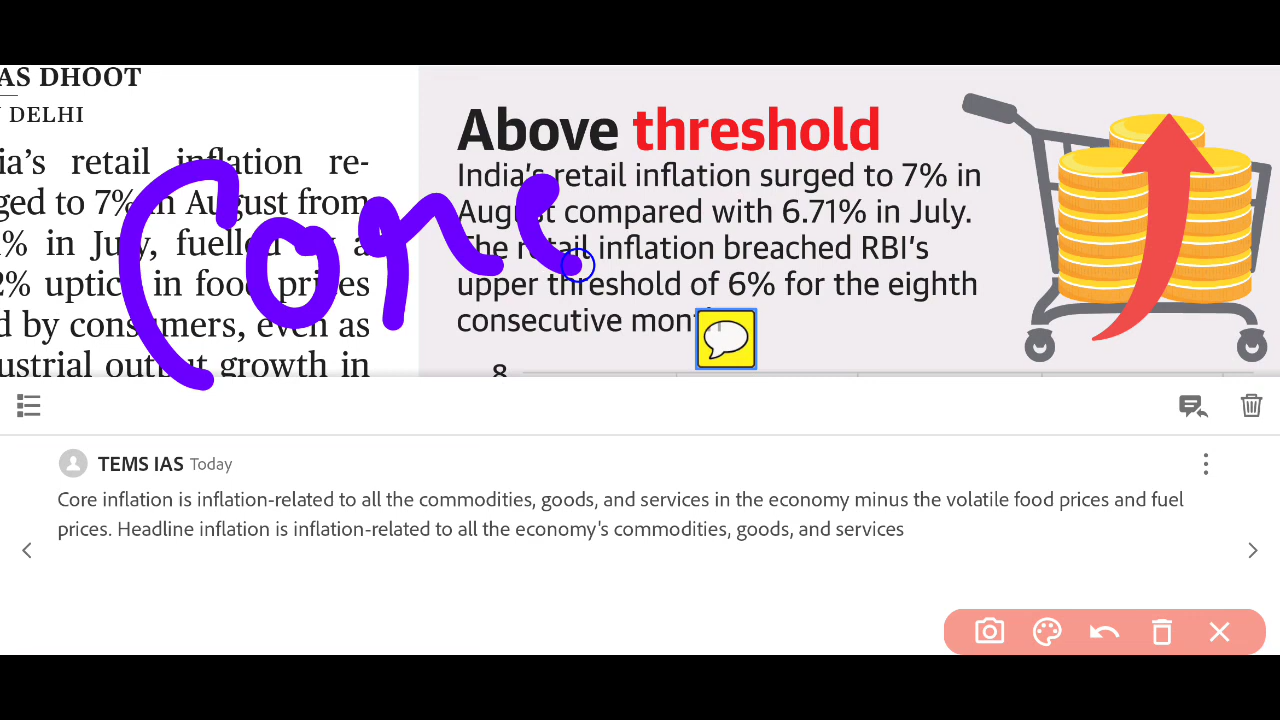 AS DHOOT
DELHI
ia's retail inflation re-
ged to 7% in August from
% in July, fuelled by a
2% uptick in food prices
d by consumers, even as
ustrial output growth in
Core
Above threshold
India's retail inflation surged to 7% in
August compared with 6.71% in July.
The retail inflation breached RBI's
upper threshold of 6% for the eighth
consecutive mon
8
TEMS IAS Today
Core inflation is inflation-related to all the commodities, goods, and services in the economy minus the volatile food prices and fuel
prices. Headline inflation is inflation-related to all the economy's commodities, goods, and services